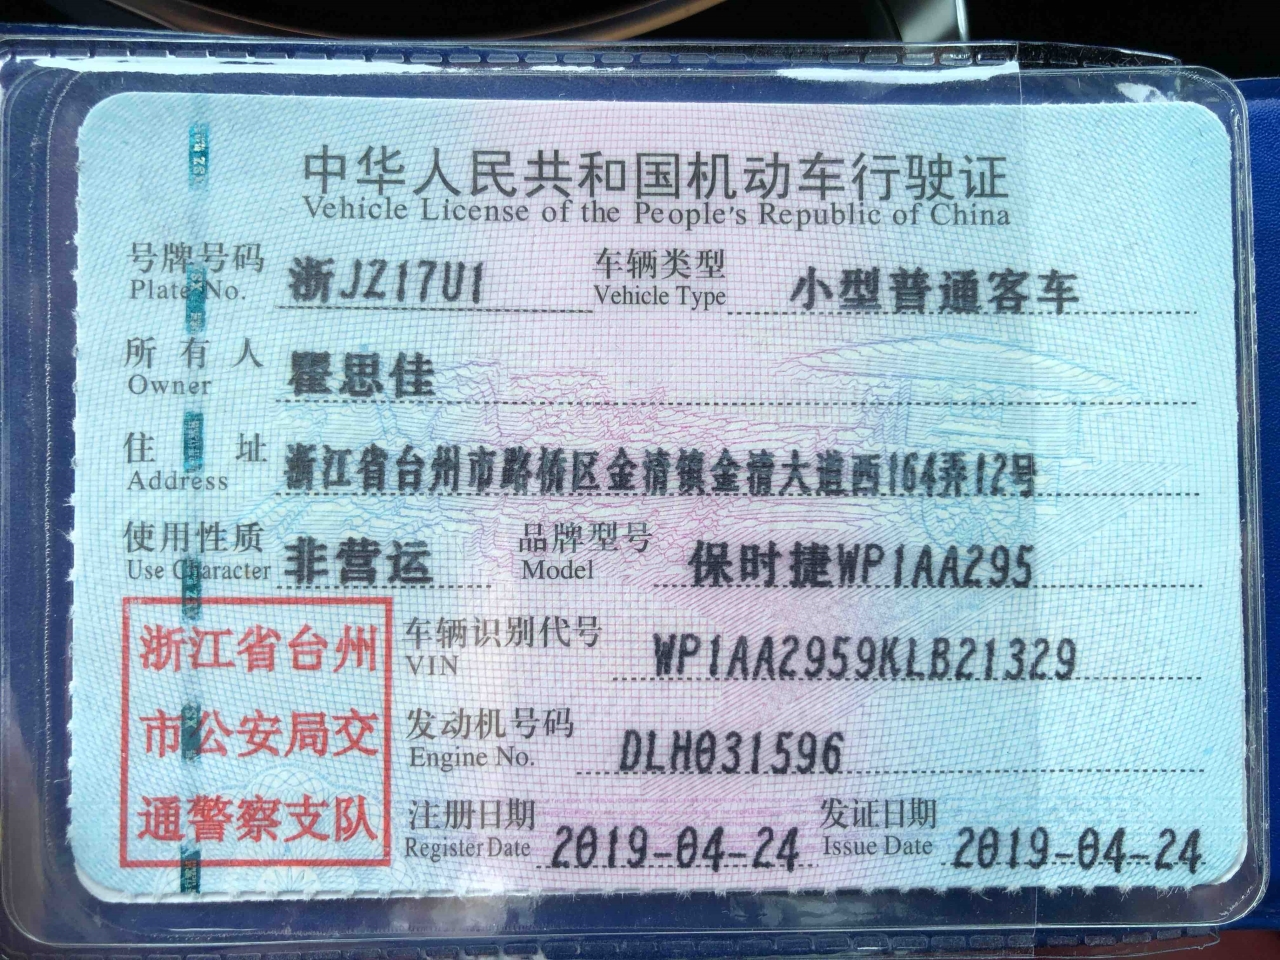 中华人民共和国机动车行驶证
Vehicle License of the People's Republic of China
号牌号码 浙JZ17U1 车辆类型 小型普通客车
Plate No. Vehicle Type
所有人 瞿思佳
Owner
住址 浙江省台州市路桥区金清镇金清大道西164弄12号
Address
使用性质 非营运 品牌型号 保时捷WP1AA295
Use Character Model
浙江省台州
市公安局交
通警察支队
车辆识别代号 WP1AA2959KLB21329
VIN
发动机号码 DLH031596
Engine No.
注册日期 2019-04-24 发证日期 2019-04-24
Register Date Issue Date